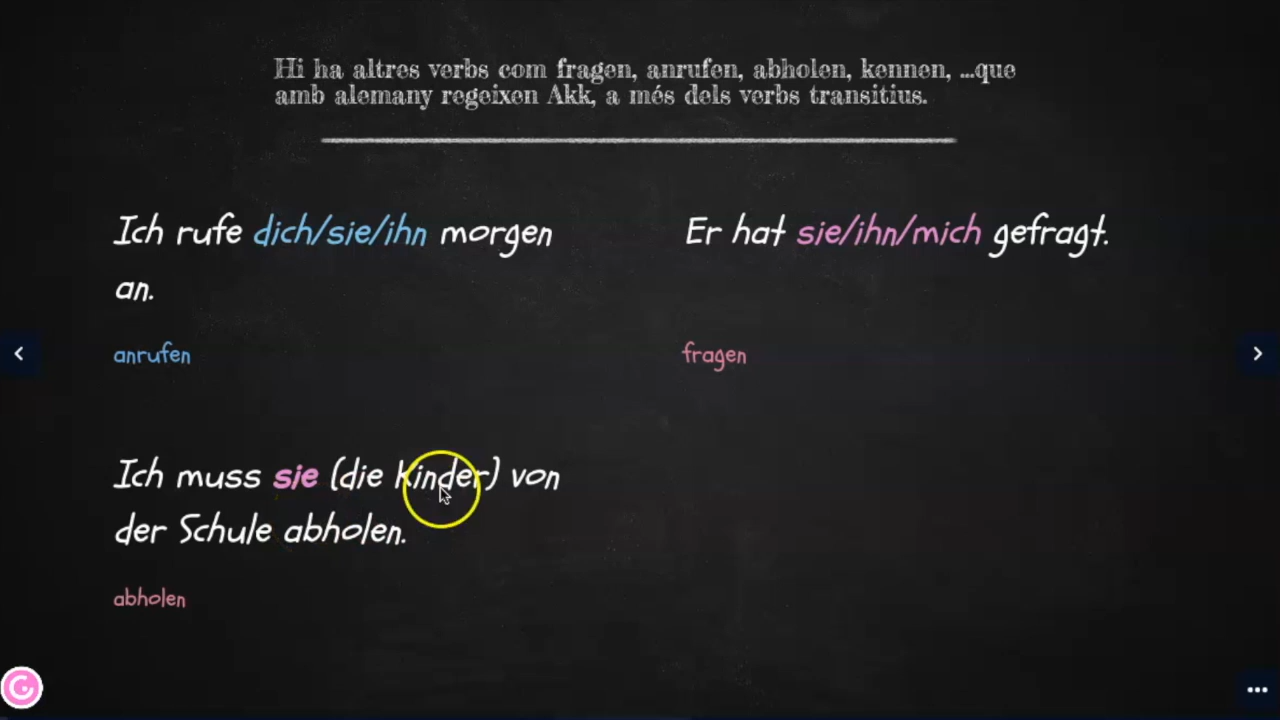 Hi ha altres verbs com fragen, anrufen, abholen, kennen, ...que
amb alemany regeixen Akk, a més dels verbs transitius.
Ich rufe dich/sie/ihn morgen
an.
anrufen
Er hat sie/ihn/mich gefragt.
fragen
Ich muss sie (die Kinder) von
der Schule abholen.
abholen